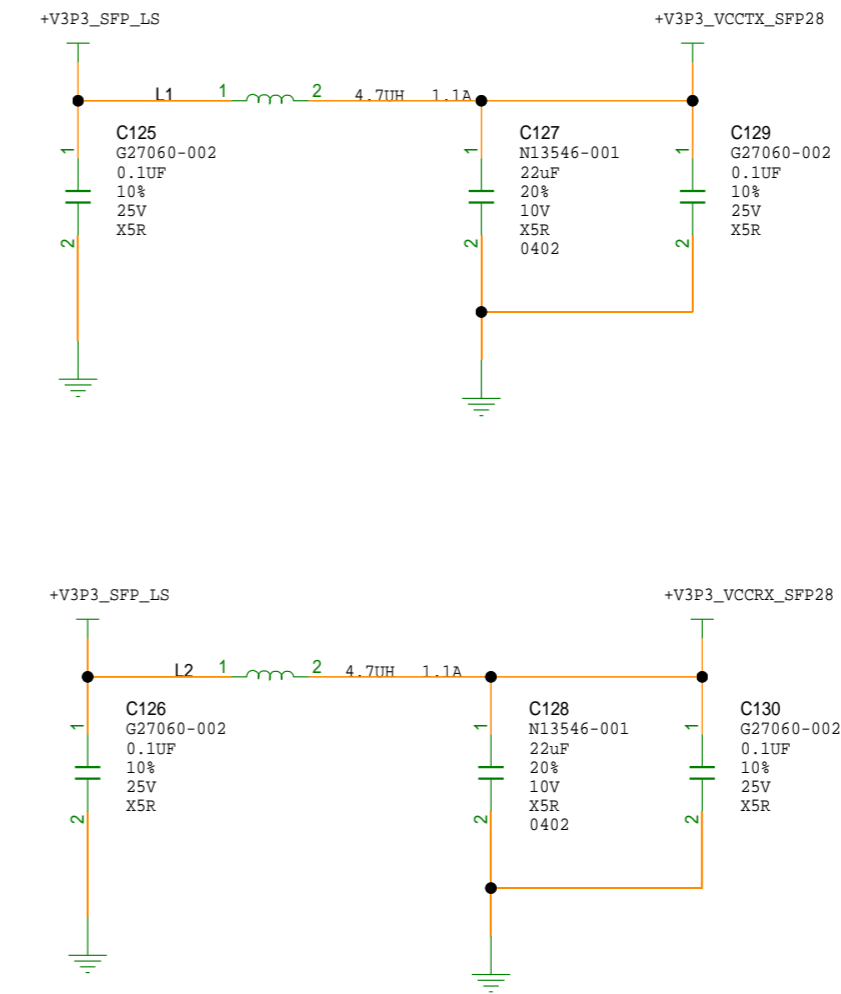 +V3P3_SFP_LS
+V3P3_VCCTX_SFP28
L1 1 2 4.7UH 1.1A
C125
G27060-002
0.1UF
10%
25V
X5R
1
2
C127
N13546-001
22uF
20%
10V
X5R
0402
1
2
C129
G27060-002
0.1UF
10%
25V
X5R
1
2
+V3P3_SFP_LS
+V3P3_VCCRX_SFP28
L2 1 2 4.7UH 1.1A
C126
G27060-002
0.1UF
10%
25V
X5R
1
2
C128
N13546-001
22uF
20%
10V
X5R
0402
1
2
C130
G27060-002
0.1UF
10%
25V
X5R
1
2